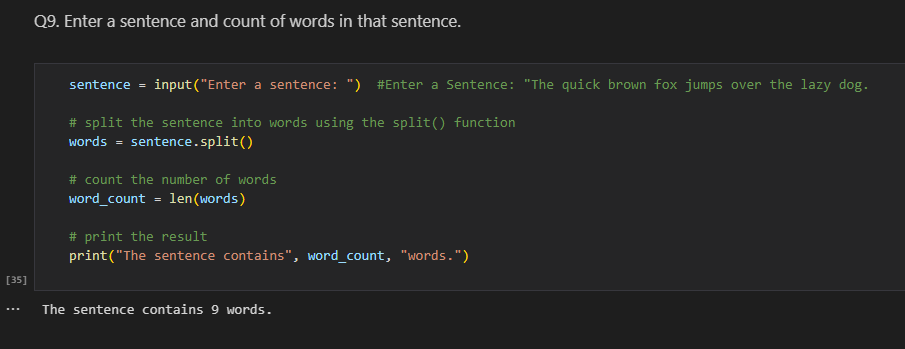 Q9. Enter a sentence and count of words in that sentence.
sentence = input("Enter a sentence: ")  #Enter a Sentence: "The quick brown fox jumps over the lazy dog.
# split the sentence into words using the split() function
words = sentence.split()
# count the number of words
word_count = len(words)
# print the result
print("The sentence contains", word_count, "words.")
[35]
... The sentence contains 9 words.